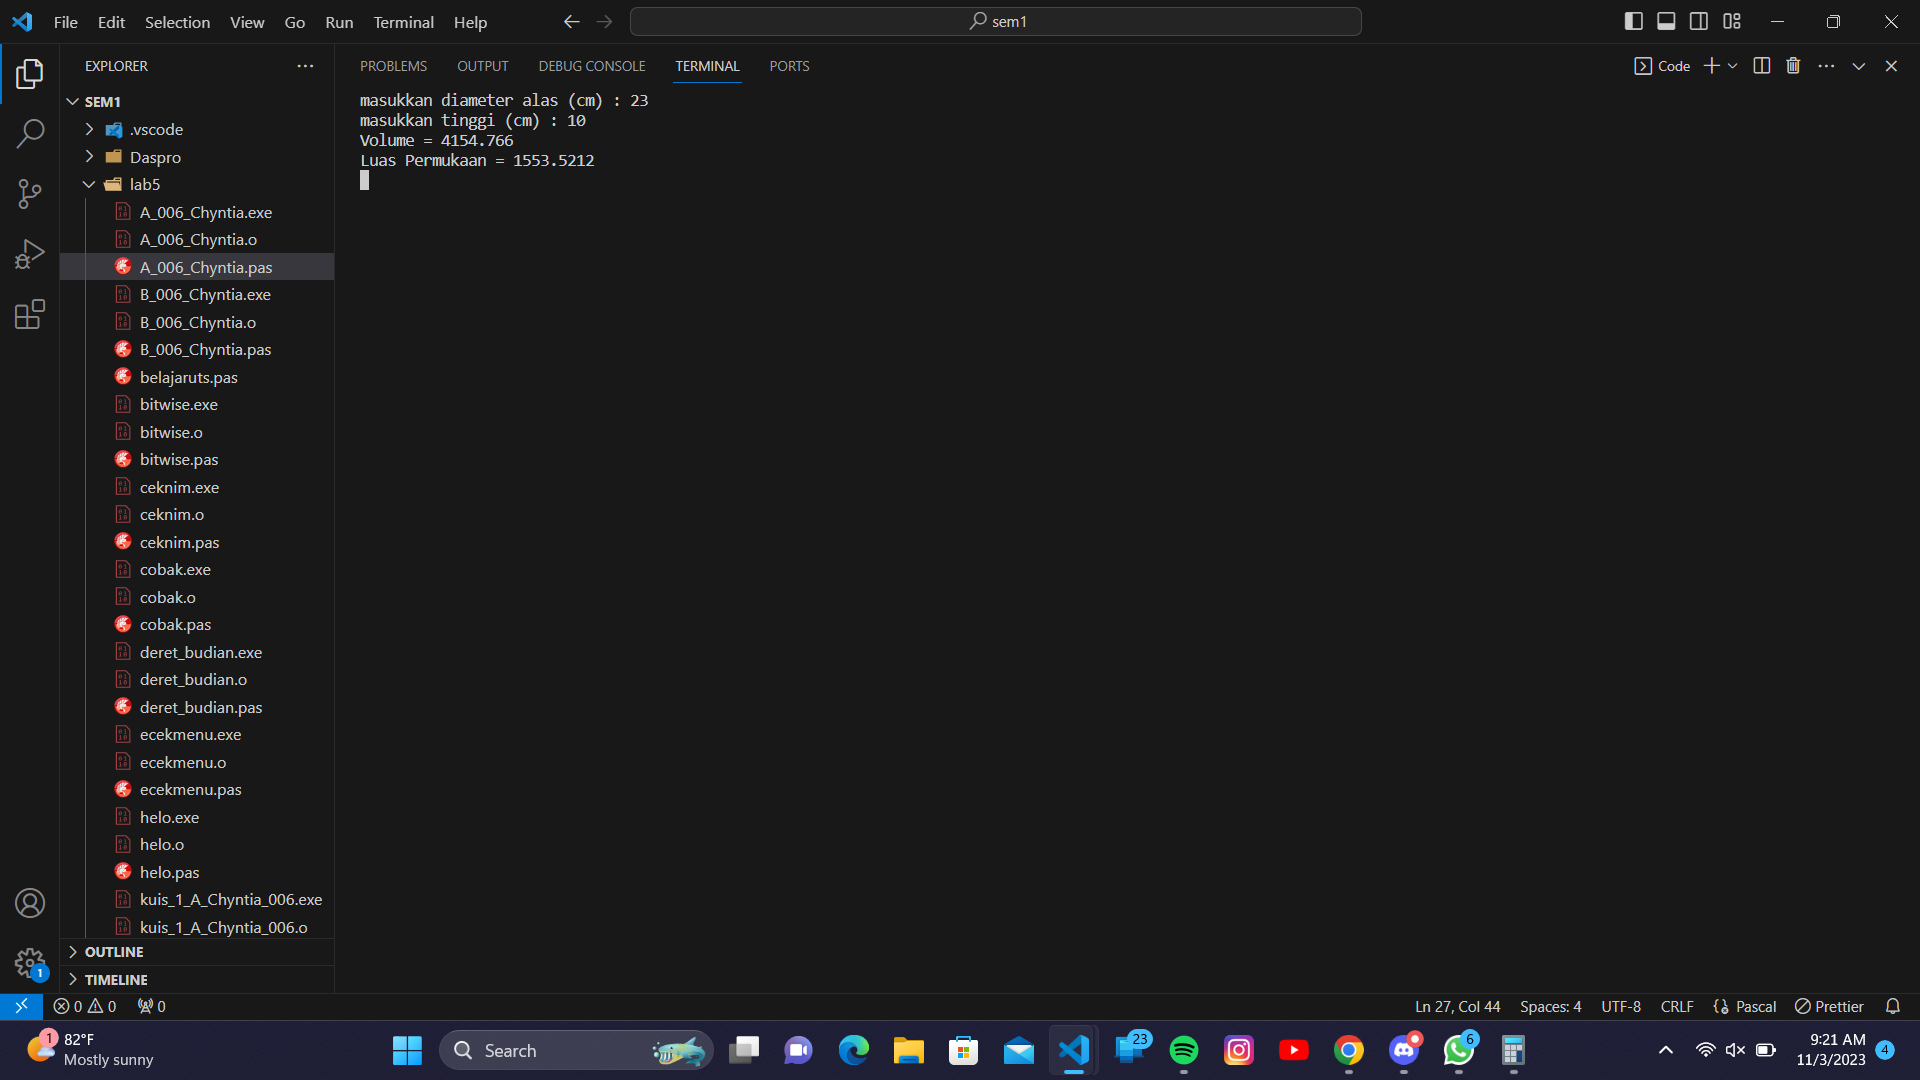 File Edit Selection View Go Run Terminal Help
sem1
EXPLORER
SEM1
.vscode
Daspro
lab5
A_006_Chyntia.exe
A_006_Chyntia.o
A_006_Chyntia.pas
B_006_Chyntia.exe
B_006_Chyntia.o
B_006_Chyntia.pas
belajaruts.pas
bitwise.exe
bitwise.o
bitwise.pas
ceknim.exe
ceknim.o
ceknim.pas
cobak.exe
cobak.o
cobak.pas
deret_budian.exe
deret_budian.o
deret_budian.pas
ecekmenu.exe
ecekmenu.o
ecekmenu.pas
helo.exe
helo.o
helo.pas
kuis_1_A_Chyntia_006.exe
kuis_1_A_Chyntia_006.o
OUTLINE
TIMELINE
1
PROBLEMS OUTPUT DEBUG CONSOLE TERMINAL PORTS
Code
masukkan diameter alas (cm) : 23
masukkan tinggi (cm) : 10
Volume = 4154.766
Luas Permukaan = 1553.5212
0 0 0
Ln 27, Col 44 Spaces: 4 UTF-8 CRLF Pascal Prettier
1
82°F
Mostly sunny
Search
23
6
9:21 AM
11/3/2023
4